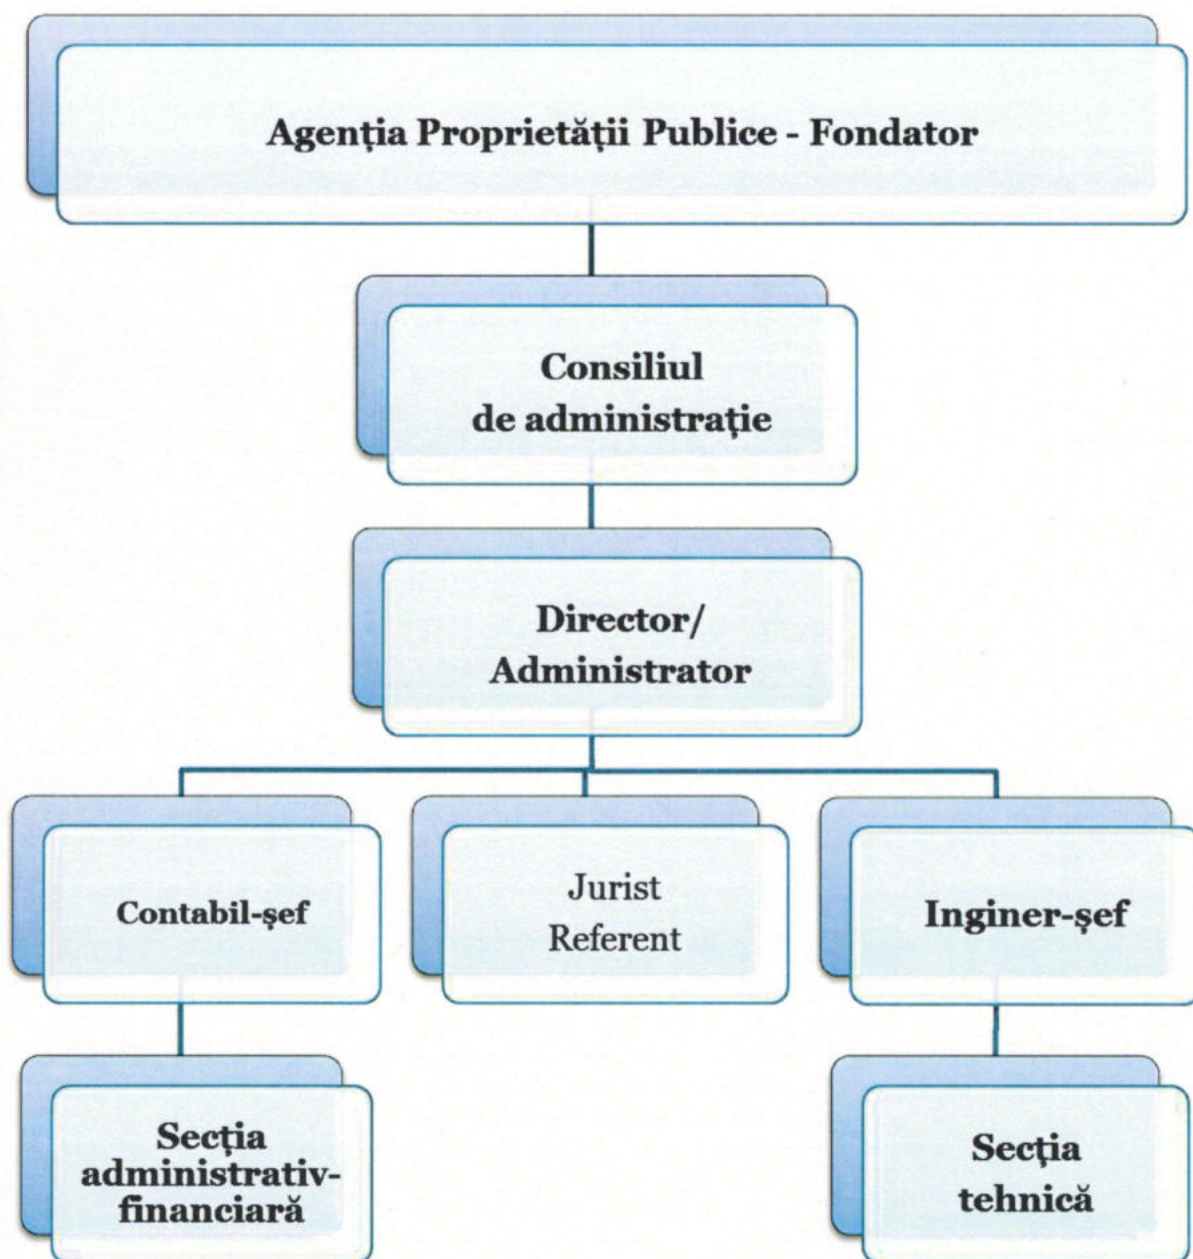 Agenția Proprietății Publice - Fondator
Consiliul
de administrație
Director/
Administrator
Contabil-șef
Jurist
Referent
Inginer-șef
Secția
administrativ-
financiară
Secția
tehnică